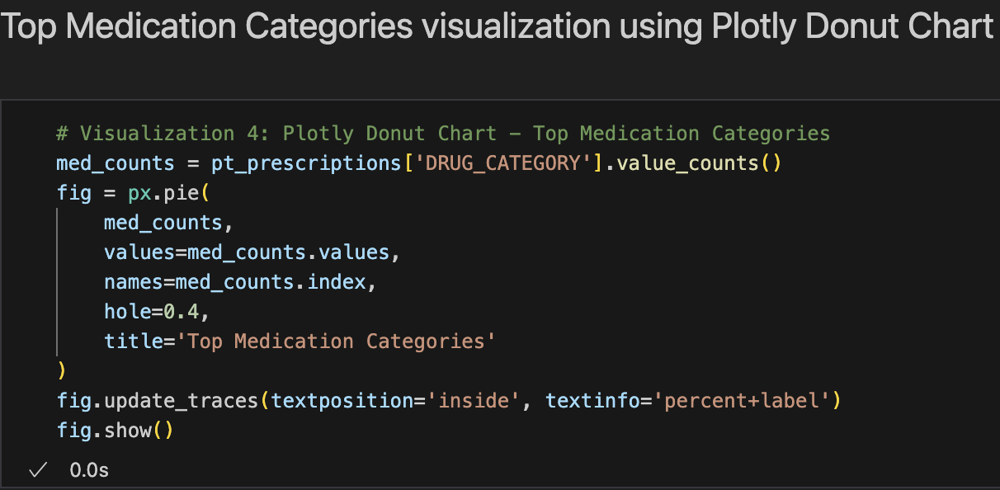 Top Medication Categories visualization using Plotly Donut Chart
# Visualization 4: Plotly Donut Chart – Top Medication Categories
med_counts = pt_prescriptions['DRUG_CATEGORY'].value_counts()
fig = px.pie(
    med_counts,
    values=med_counts.values,
    names=med_counts.index,
    hole=0.4,
    title='Top Medication Categories'
)
fig.update_traces(textposition='inside', textinfo='percent+label')
fig.show()
✓ 0.0s